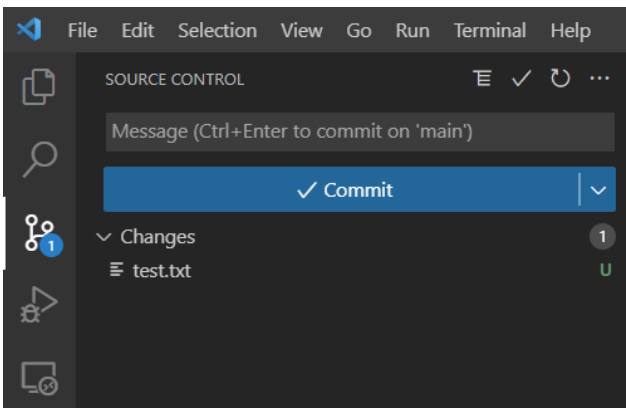 File Edit Selection View Go Run Terminal Help
SOURCE CONTROL
Message (Ctrl+Enter to commit on 'main')
Commit
Changes 1
1
test.txt U